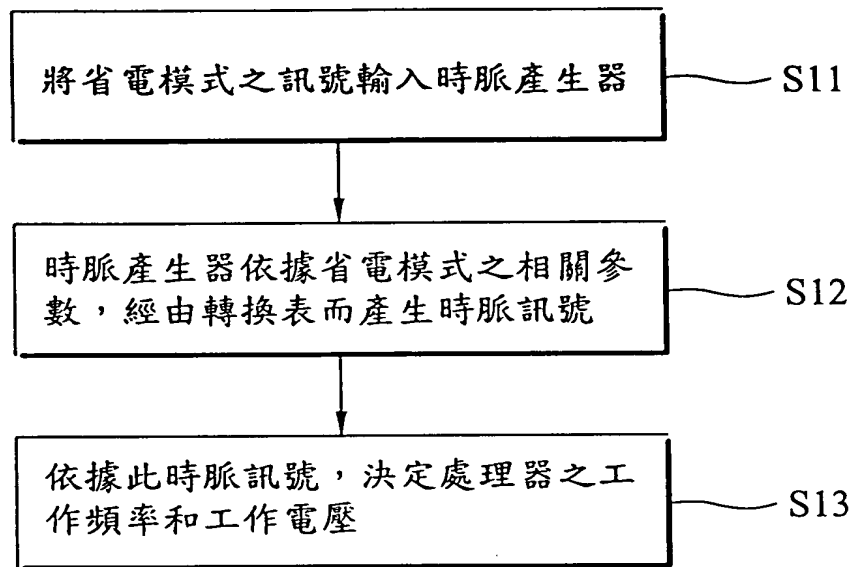 將省電模式之訊號輸入時脈產生器
S11
時脈產生器依據省電模式之相關參
數，經由轉換表而產生時脈訊號
S12
依據此時脈訊號，決定處理器之工
作頻率和工作電壓
S13